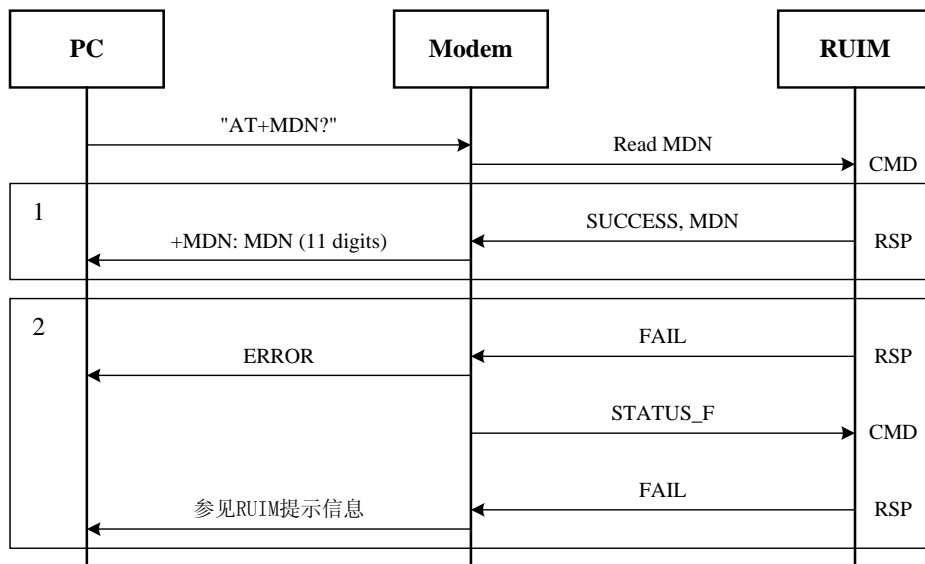 PC
Modem
RUIM
"AT+MDN?"
Read MDN
CMD
1
SUCCESS, MDN
RSP
+MDN: MDN (11 digits)
2
FAIL
RSP
ERROR
STATUS_F
CMD
FAIL
RSP
参见RUIM提示信息